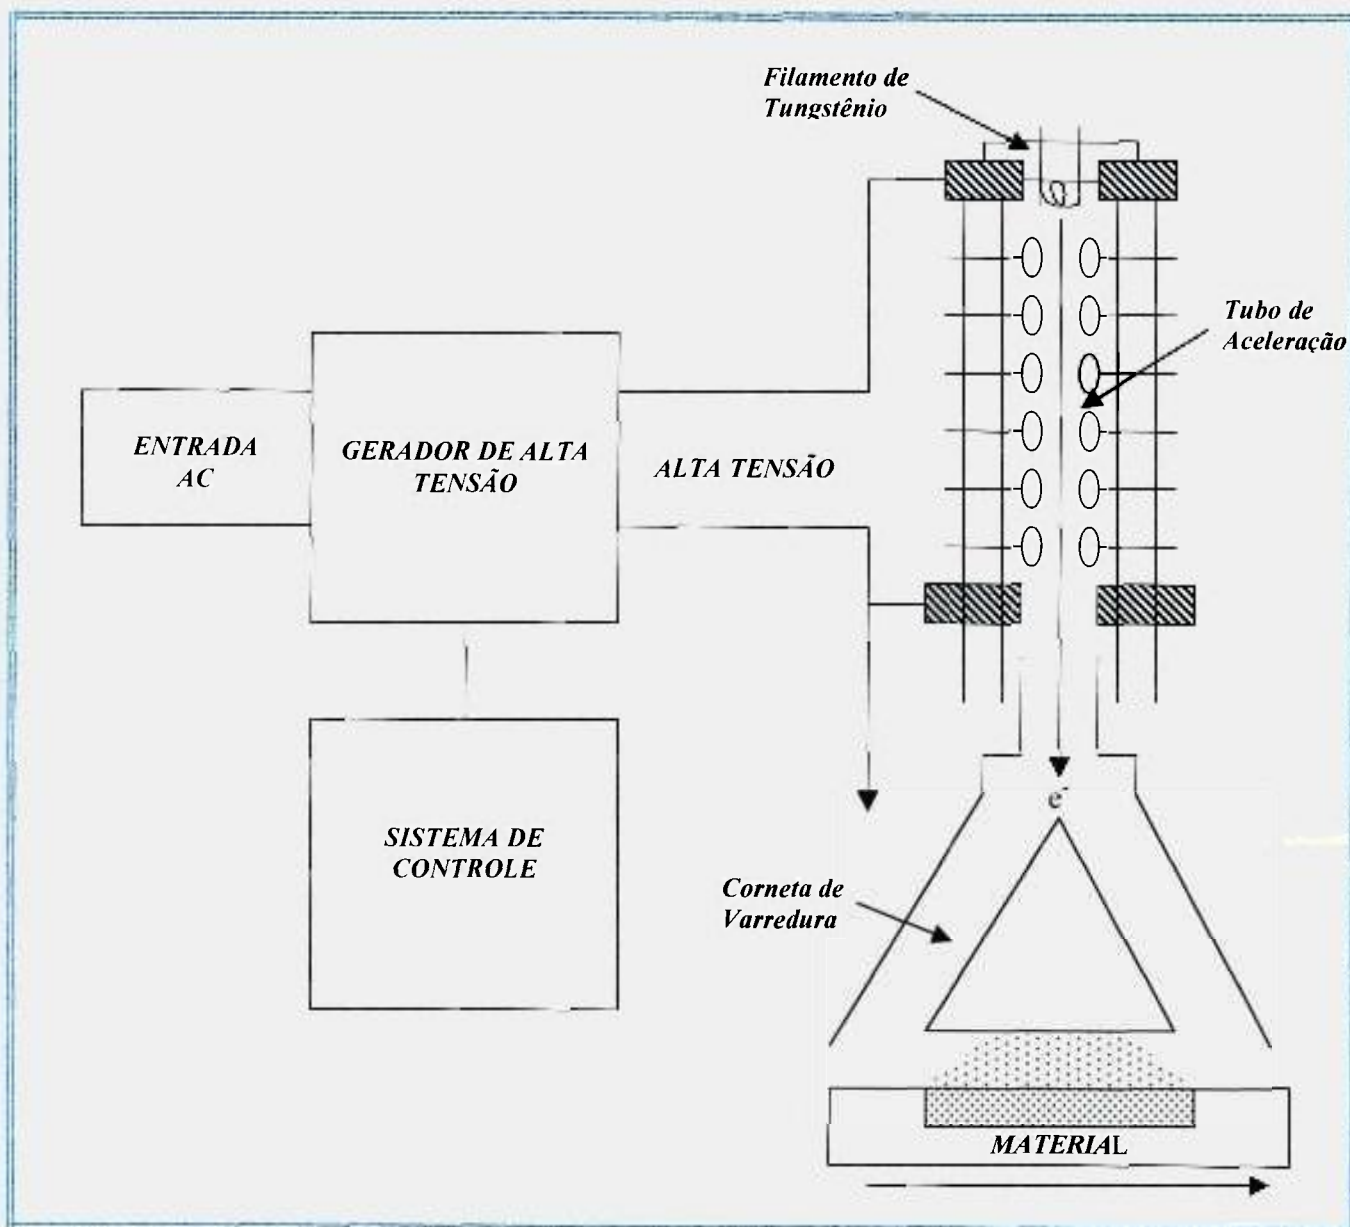 Filamento de
Tungstênio
Tubo de
Aceleração
ENTRADA
AC
GERADOR DE ALTA
TENSÃO
ALTA TENSÃO
e-
SISTEMA DE
CONTROLE
Corneta de
Varredura
MATERIAL